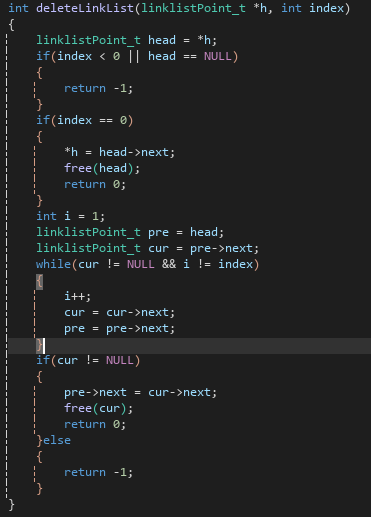 int deleteLinkList(linklistPoint_t *h, int index)
{
    linklistPoint_t head = *h;
    if(index < 0 || head == NULL)
    {
        return -1;
    }
    if(index == 0)
    {
        *h = head->next;
        free(head);
        return 0;
    }
    int i = 1;
    linklistPoint_t pre = head;
    linklistPoint_t cur = pre->next;
    while(cur != NULL && i != index)
    {
        i++;
        cur = cur->next;
        pre = pre->next;
    }
    if(cur != NULL)
    {
        pre->next = cur->next;
        free(cur);
        return 0;
    }else
    {
        return -1;
    }
}